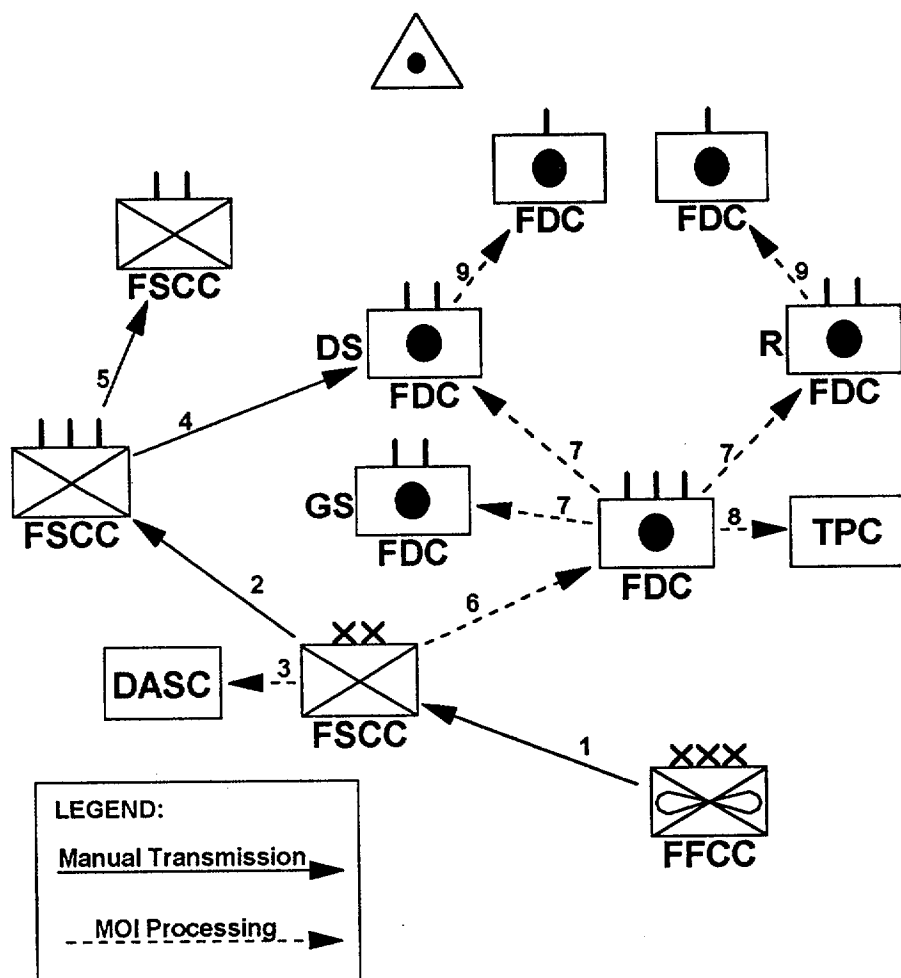 FDC
FDC
9
9
FSCC
DS
FDC
R
FDC
5
4
7
7
GS
FDC
7
8
TPC
FSCC
FDC
2
6
DASC
3
FSCC
1
FFCC
LEGEND:
Manual Transmission
MOI Processing